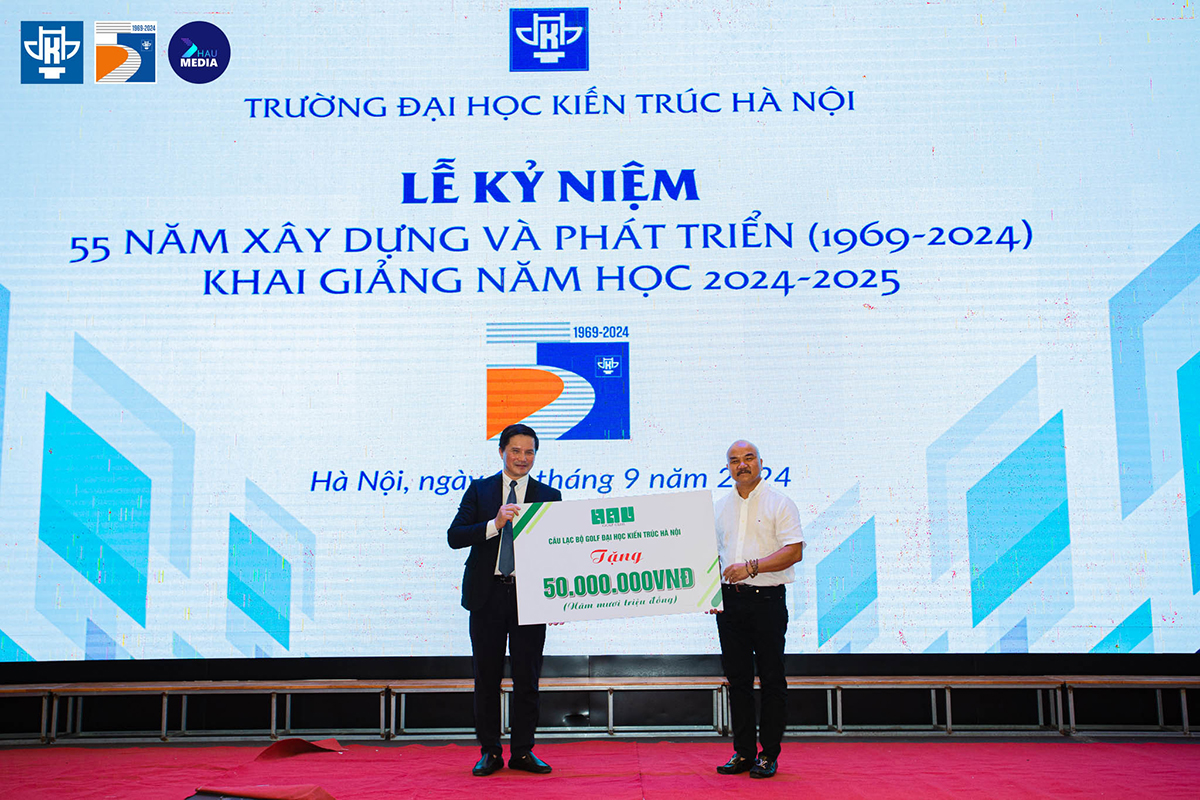 1969-2024
HAU
MEDIA
TRƯỜNG ĐẠI HỌC KIẾN TRÚC HÀ NỘI
LỄ KỶ NIỆM
55 NĂM XÂY DỰNG VÀ PHÁT TRIỂN (1969-2024)
KHAI GIẢNG NĂM HỌC 2024-2025
1969-2024
Hà Nội, ngày tháng 9 năm 2024
HAU
CÂU LẠC BỘ GOLF ĐẠI HỌC KIẾN TRÚC HÀ NỘI
Tặng
50.000.000VNĐ
(Năm mươi triệu đồng)